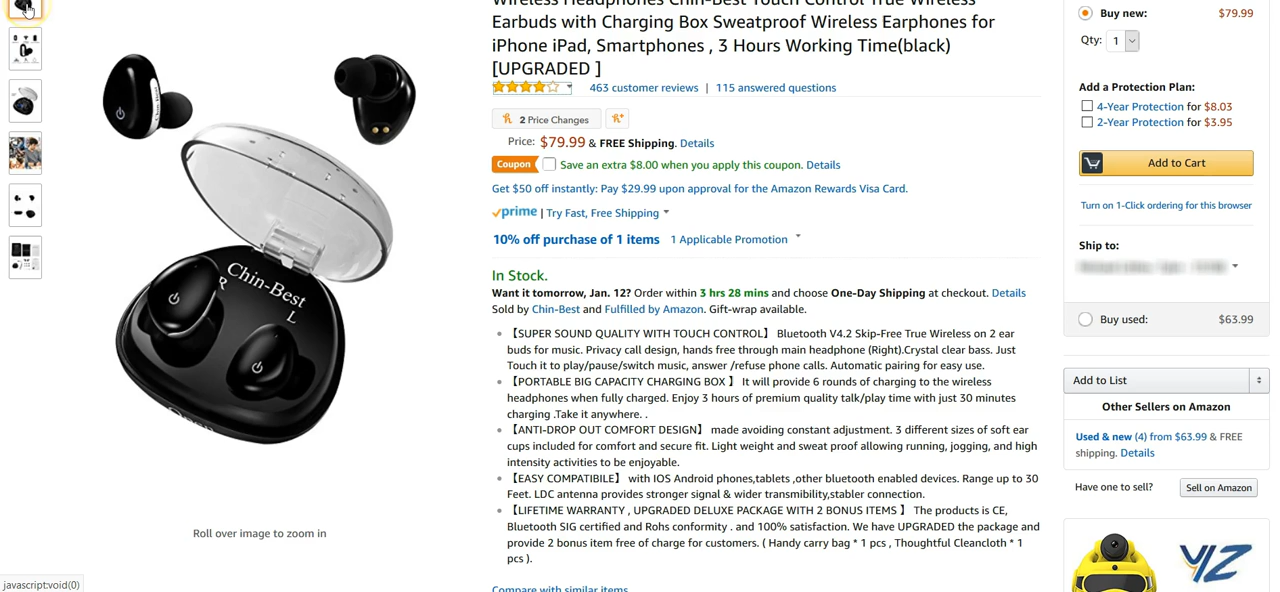 Wireless Headphones Chin-Best Touch Control True Wireless
Earbuds with Charging Box Sweatproof Wireless Earphones for
iPhone iPad, Smartphones , 3 Hours Working Time(black)
[UPGRADED ]
463 customer reviews | 115 answered questions
2 Price Changes
Price: $79.99 & FREE Shipping. Details
Coupon Save an extra $8.00 when you apply this coupon. Details
Get $50 off instantly: Pay $29.99 upon approval for the Amazon Rewards Visa Card.
prime | Try Fast, Free Shipping
10% off purchase of 1 items 1 Applicable Promotion
In Stock.
Want it tomorrow, Jan. 12? Order within 3 hrs 28 mins and choose One-Day Shipping at checkout. Details
Sold by Chin-Best and Fulfilled by Amazon. Gift-wrap available.
【SUPER SOUND QUALITY WITH TOUCH CONTROL】 Bluetooth V4.2 Skip-Free True Wireless on 2 ear
buds for music. Privacy call design, hands free through main headphone (Right).Crystal clear bass. Just
Touch it to play/pause/switch music, answer /refuse phone calls. Automatic pairing for easy use.
【PORTABLE BIG CAPACITY CHARGING BOX 】 It will provide 6 rounds of charging to the wireless
headphones when fully charged. Enjoy 3 hours of premium quality talk/play time with just 30 minutes
charging .Take it anywhere. .
【ANTI-DROP OUT COMFORT DESIGN】 made avoiding constant adjustment. 3 different sizes of soft ear
cups included for comfort and secure fit. Light weight and sweat proof allowing running, jogging, and high
intensity activities to be enjoyable.
【EASY COMPATIBILE】 with IOS Android phones,tablets ,other bluetooth enabled devices. Range up to 30
Feet. LDC antenna provides stronger signal & wider transmibility,stabler connection.
【LIFETIME WARRANTY , UPGRADED DELUXE PACKAGE WITH 2 BONUS ITEMS 】 The products is CE,
Bluetooth SIG certified and Rohs conformity . and 100% satisfaction. We have UPGRADED the package and
provide 2 bonus item free of charge for customers. ( Handy carry bag * 1 pcs , Thoughtful Cleancloth * 1
pcs ).
Compare with similar items
Chin-Best
Chin-Best
R
L
Open
Roll over image to zoom in
javascript:void(0)
Buy new: $79.99
Qty: 1
Add a Protection Plan:
4-Year Protection for $8.03
2-Year Protection for $3.95
Add to Cart
Turn on 1-Click ordering for this browser
Ship to:
Buy used: $63.99
Add to List
Other Sellers on Amazon
Used & new (4) from $63.99 & FREE
shipping. Details
Have one to sell? Sell on Amazon